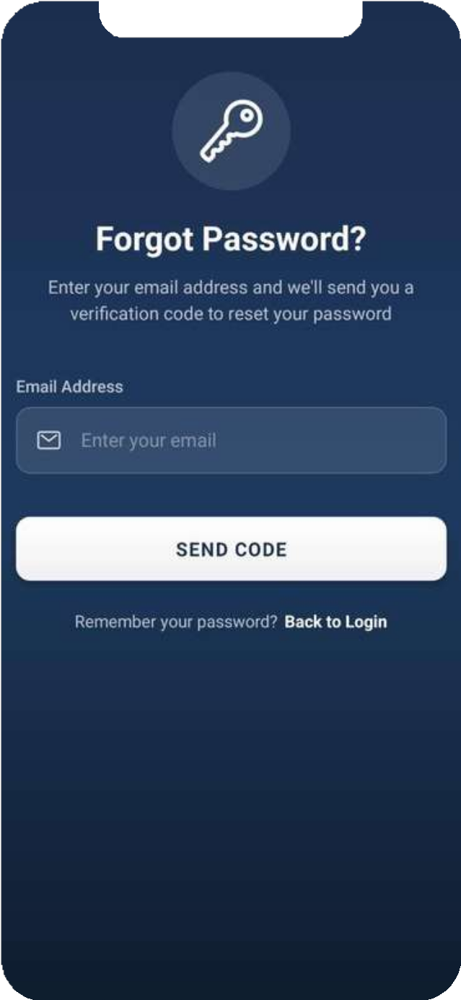 Forgot Password?
Enter your email address and we'll send you a
verification code to reset your password
Email Address
Enter your email
SEND CODE
Remember your password? Back to Login